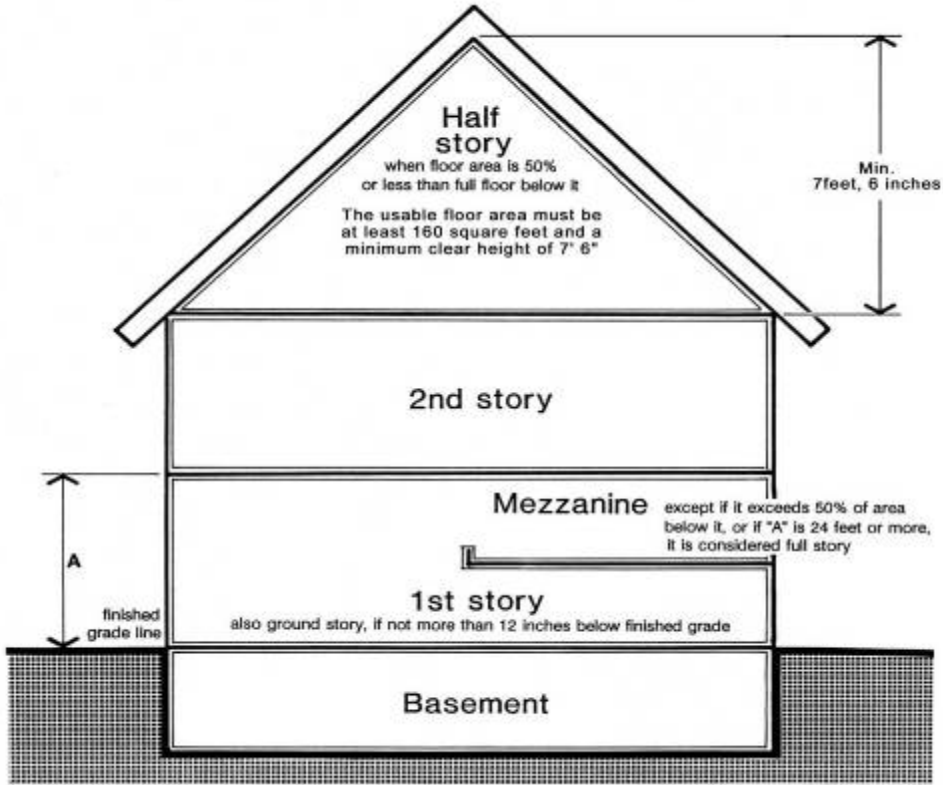 Half
story
when floor area is 50%
or less than full floor below it
The usable floor area must be
at least 160 square feet and a
minimum clear height of 7' 6"
Min.
7feet, 6 inches
2nd story
Mezzanine
except if it exceeds 50% of area
below it, or if "A" is 24 feet or more,
it is considered full story
A
1st story
also ground story, if not more than 12 inches below finished grade
finished
grade line
Basement